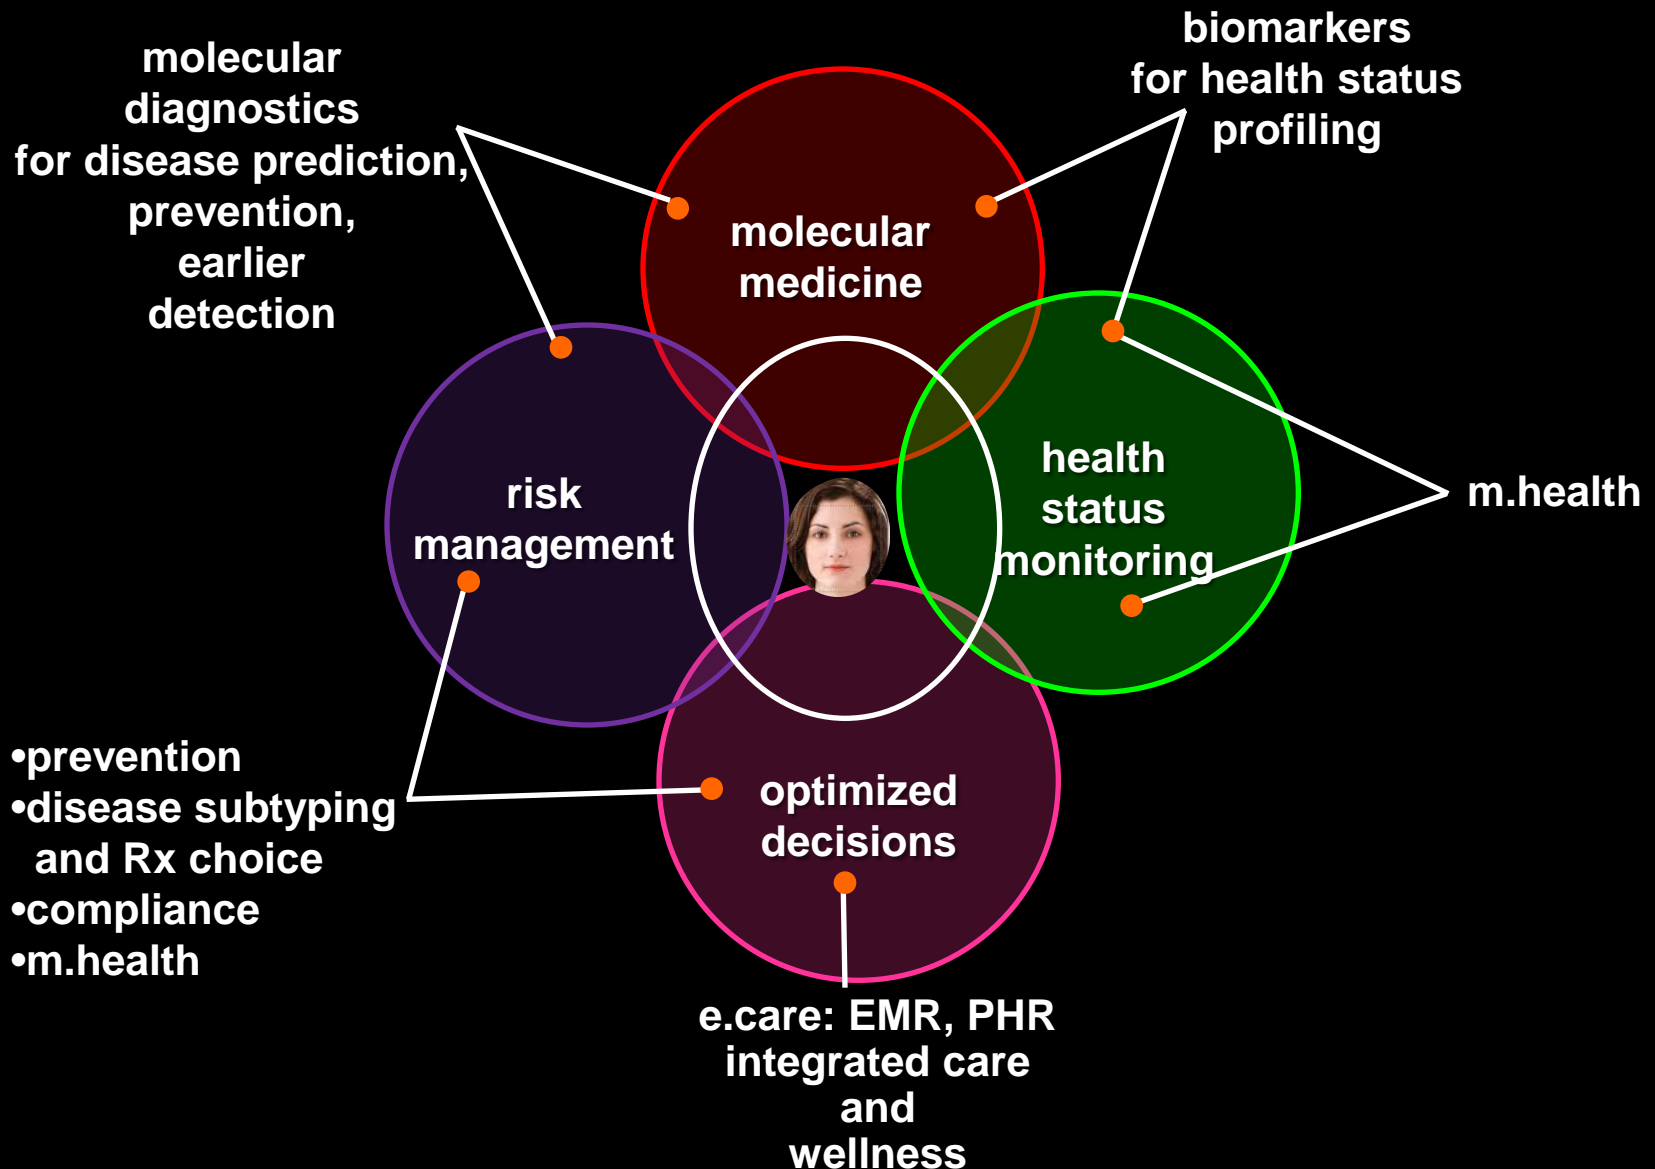 molecular
diagnostics
for disease prediction,
prevention,
earlier
detection
biomarkers
for health status
profiling
molecular
medicine
health
status
monitoring
m.health
risk
management
•prevention
•disease subtyping
and Rx choice
•compliance
•m.health
optimized
decisions
e.care: EMR, PHR
integrated care
and
wellness